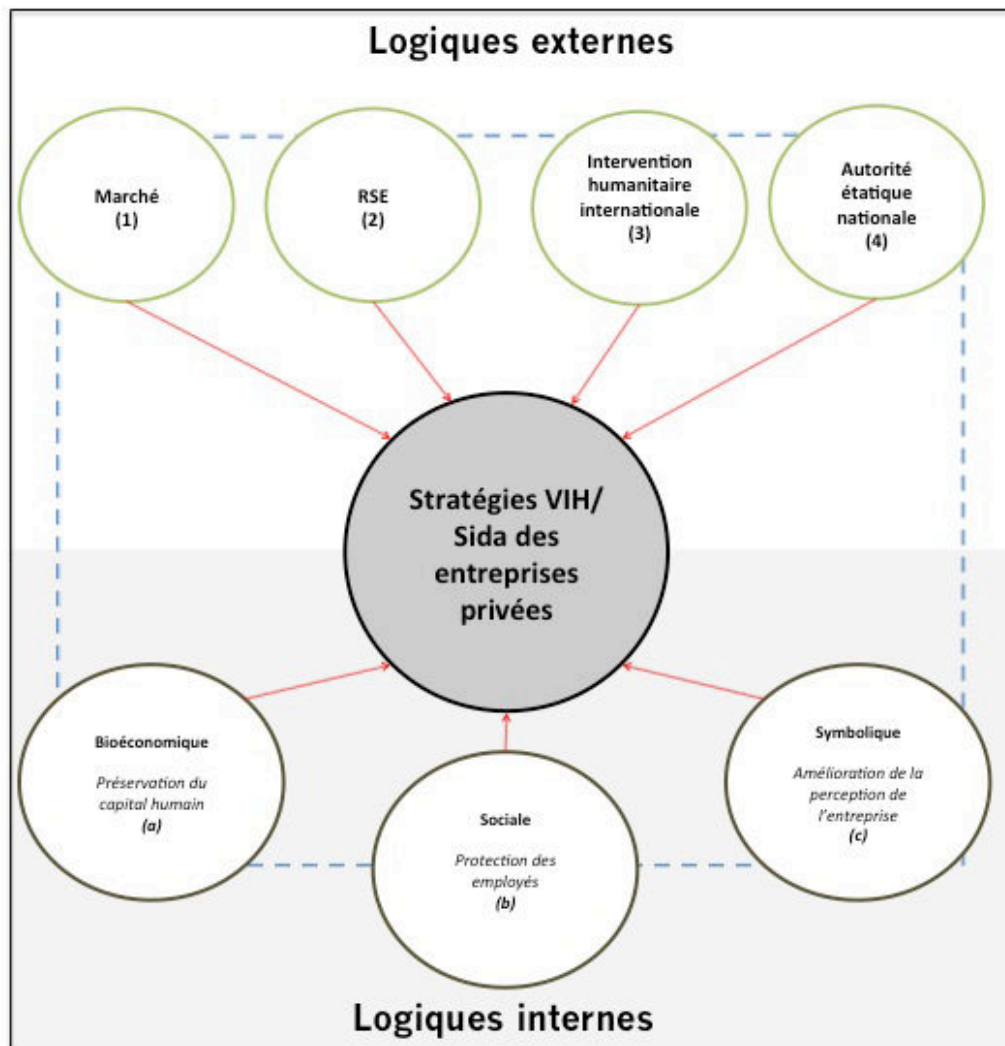 Logiques externes
Marché
(1)
RSE
(2)
Intervention
humanitaire
internationale
(3)
Autorité
étatique
nationale
(4)
Stratégies VIH/
Sida des
entreprises
privées
Bioéconomique
Préservation du
capital humain
(a)
Sociale
Protection des
employés
(b)
Symbolique
Amélioration de la
perception de
l'entreprise
(c)
Logiques internes